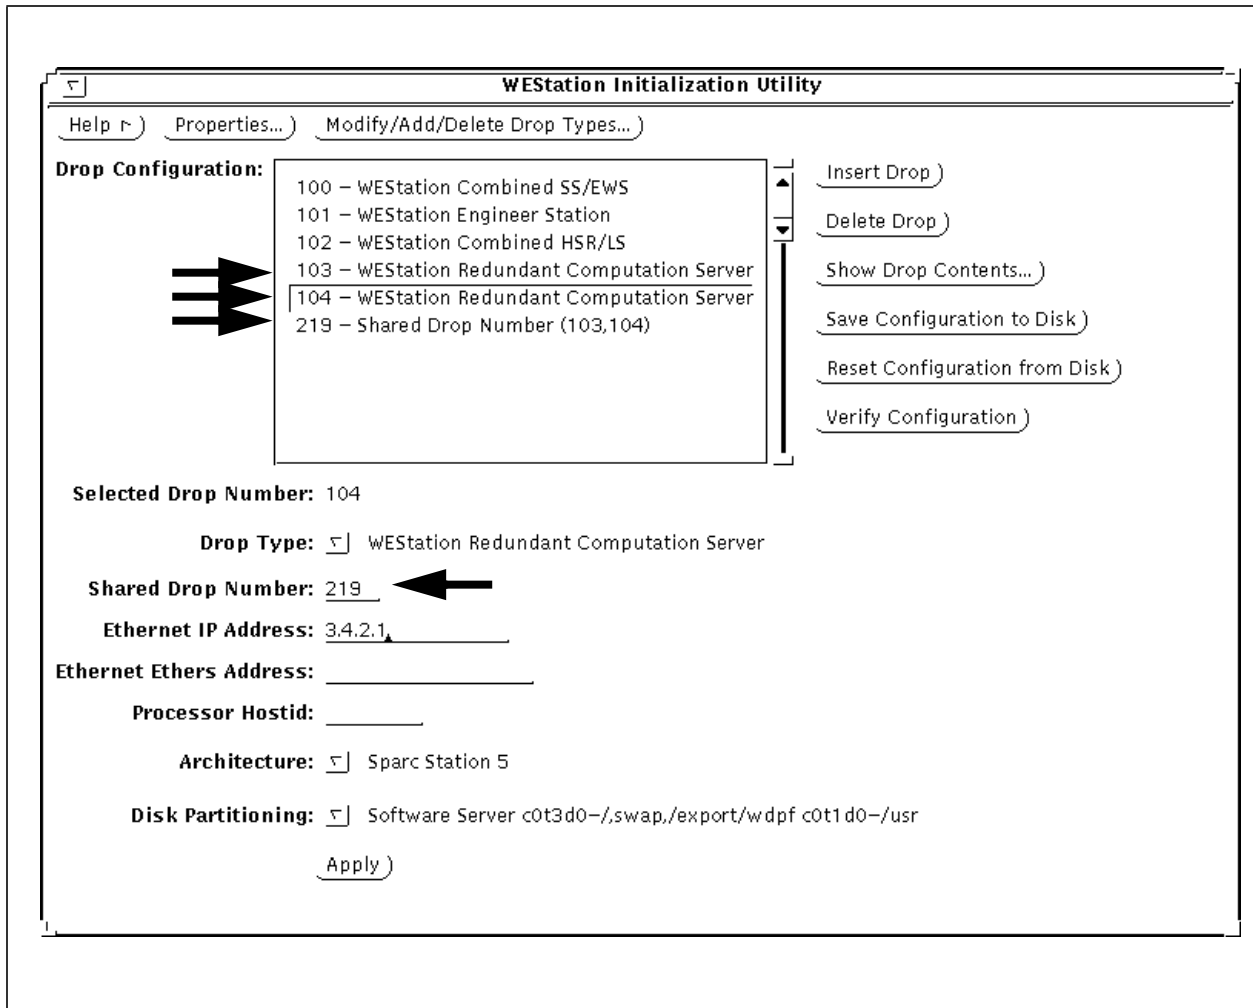 WEStation Initialization Utility
Help Properties... Modify/Add/Delete Drop Types...
Drop Configuration:
100 – WEStation Combined SS/EWS
101 – WEStation Engineer Station
102 – WEStation Combined HSR/LS
103 – WEStation Redundant Computation Server
104 – WEStation Redundant Computation Server
219 – Shared Drop Number (103,104)
Insert Drop
Delete Drop
Show Drop Contents...
Save Configuration to Disk
Reset Configuration from Disk
Verify Configuration
Selected Drop Number: 104
Drop Type: WEStation Redundant Computation Server
Shared Drop Number: 219
Ethernet IP Address: 3.4.2.1
Ethernet Ethers Address:
Processor Hostid:
Architecture: Sparc Station 5
Disk Partitioning: Software Server c0t3d0–/,swap,/export/wdpf c0t1d0–/usr
Apply